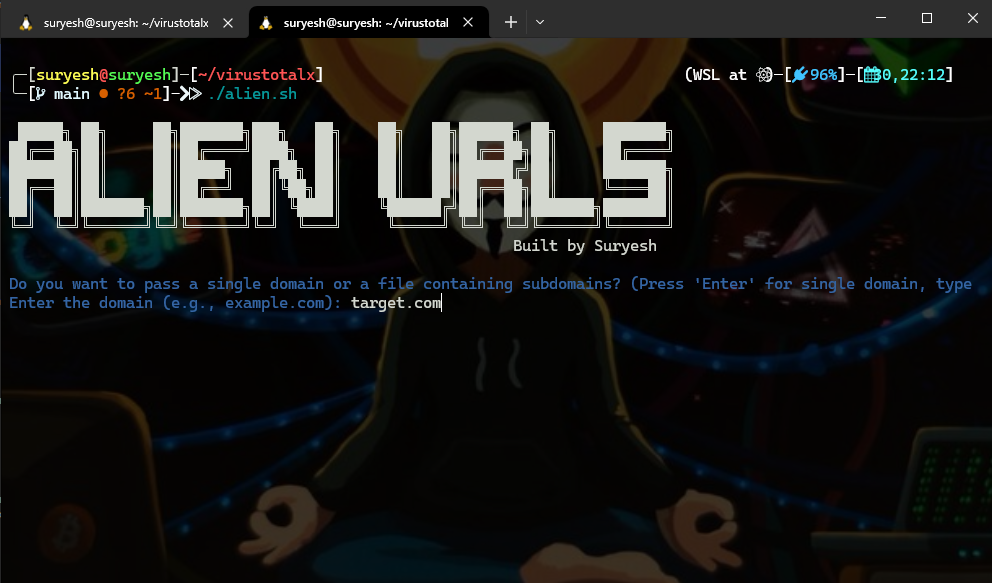 suryesh@suryesh: ~/virustotalx
suryesh@suryesh: ~/virustotal
[suryesh@suryesh]-[~/virustotalx]
(WSL at -[96%]-[30,22:12]
[ main ● ?6 ~1]- ./alien.sh
ALIEN URLS
Built by Suryesh
Do you want to pass a single domain or a file containing subdomains? (Press 'Enter' for single domain, type
Enter the domain (e.g., example.com): target.com